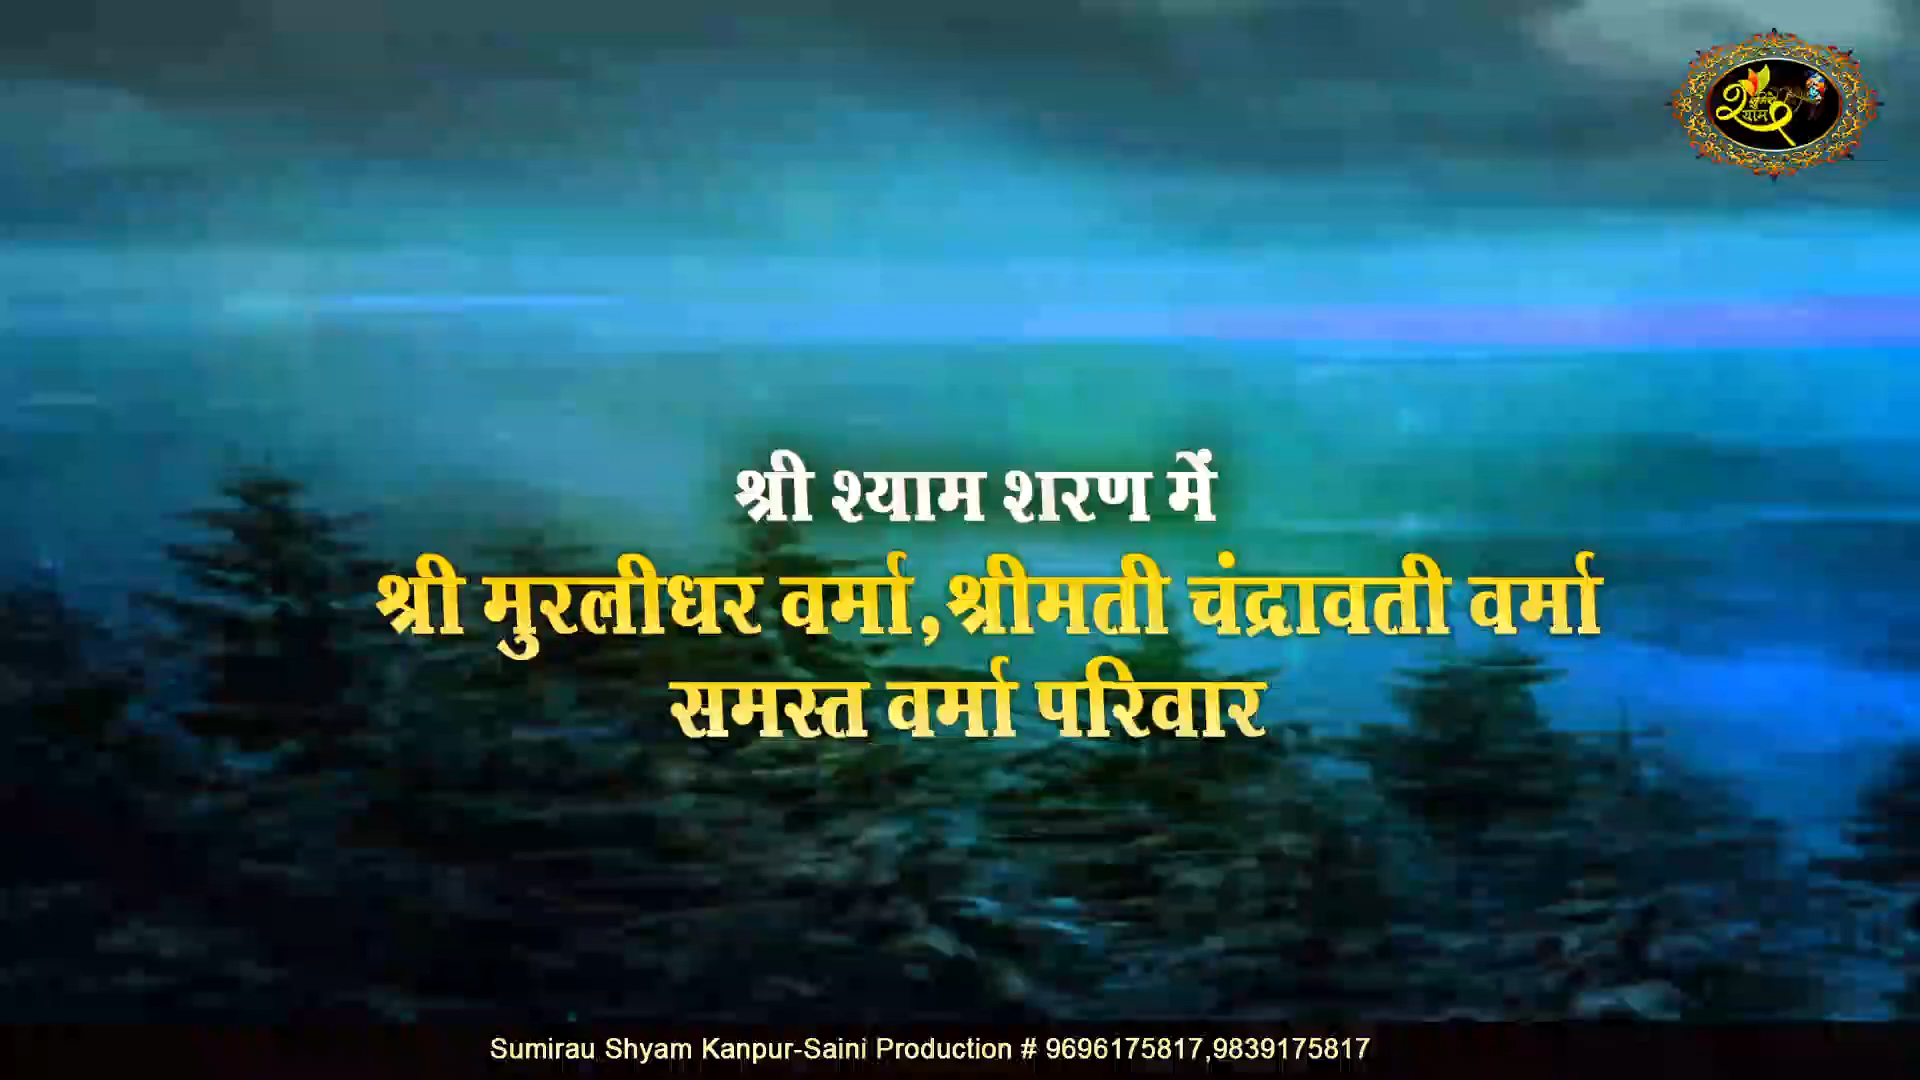 सुमिरौ
श्याम
श्री श्याम शरण में
श्री मुरलीधर वर्मा,श्रीमती चंद्रावती वर्मा
समस्त वर्मा परिवार
Sumirau Shyam Kanpur-Saini Production # 9696175817,9839175817